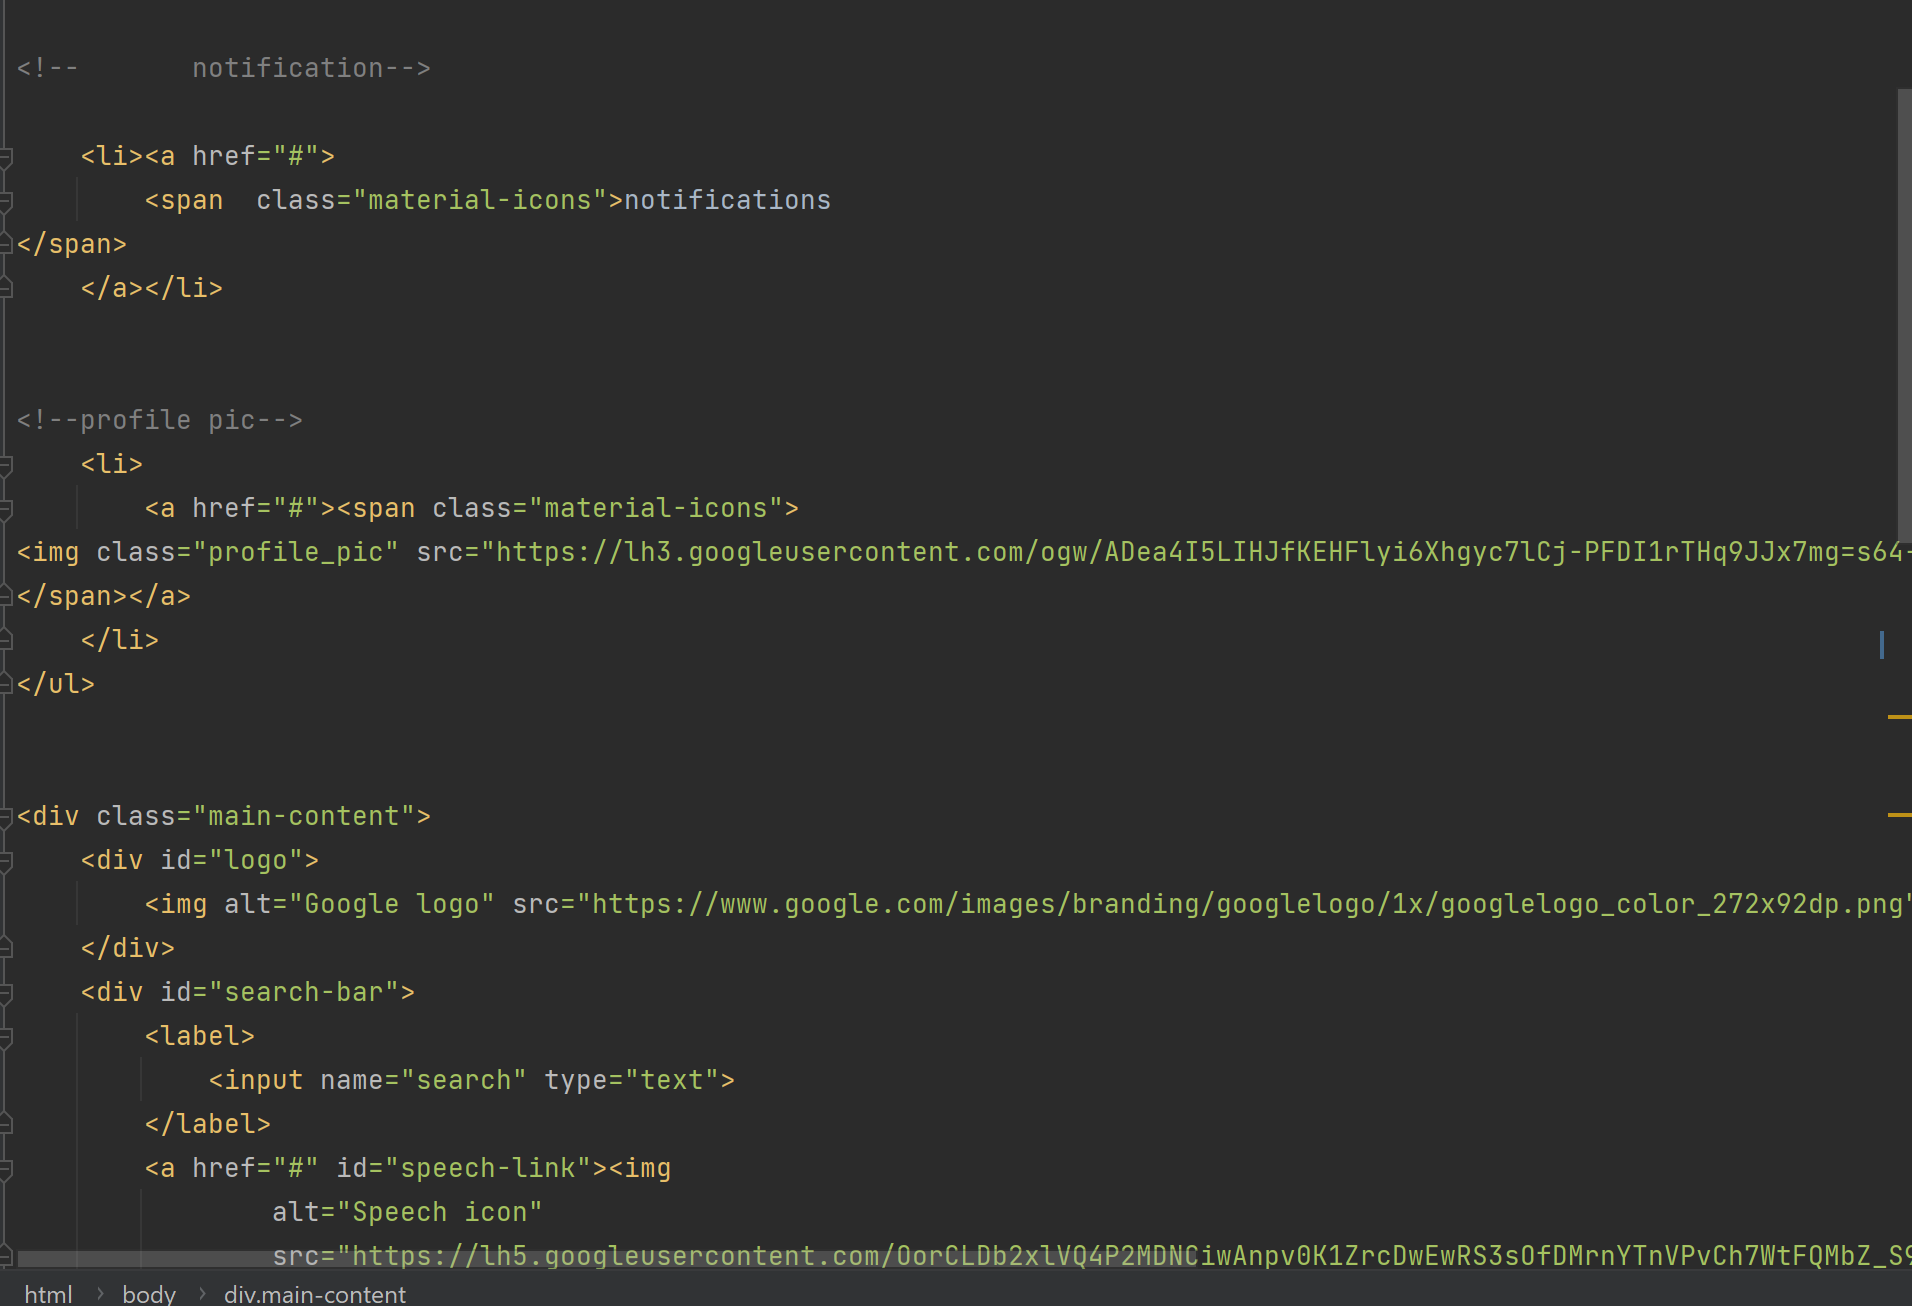 <!--       notification-->
<li><a href="#">
<span  class="material-icons">notifications
</span>
</a></li>
<!--profile pic-->
<li>
<a href="#"><span class="material-icons">
<img class="profile_pic" src="https://lh3.googleusercontent.com/ogw/ADea4I5LIHJfKEHFlyi6Xhgyc7lCj-PFDI1rTHq9JJx7mg=s64-
</span></a>
</li>
</ul>
<div class="main-content">
<div id="logo">
<img alt="Google logo" src="https://www.google.com/images/branding/googlelogo/1x/googlelogo_color_272x92dp.png"
</div>
<div id="search-bar">
<label>
<input name="search" type="text">
</label>
<a href="#" id="speech-link"><img
alt="Speech icon"
src="https://lh5.googleusercontent.com/OorCLDb2xlVQ4P2MDNCiwAnpv0K1ZrcDwEwRS3sOfDMrnYTnVPvCh7WtFQMbZ_S9
html > body > div.main-content